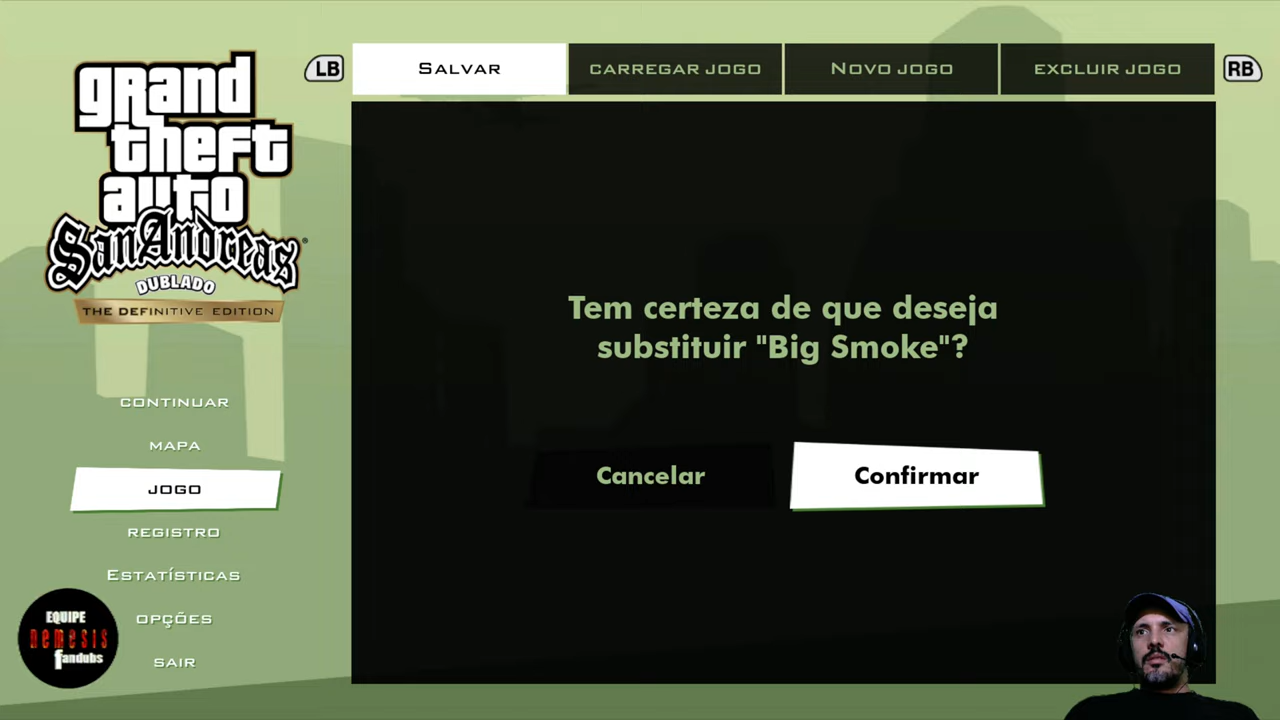 grand
theft
auto
San Andreas
DUBLADO
THE DEFINITIVE EDITION
LB
SALVAR
CARREGAR JOGO
NOVO JOGO
EXCLUIR JOGO
RB
Tem certeza de que deseja
substituir "Big Smoke"?
Cancelar
Confirmar
CONTINUAR
MAPA
JOGO
REGISTRO
ESTATÍSTICAS
OPÇÕES
SAIR
EQUIPE
nemesis
fandubs